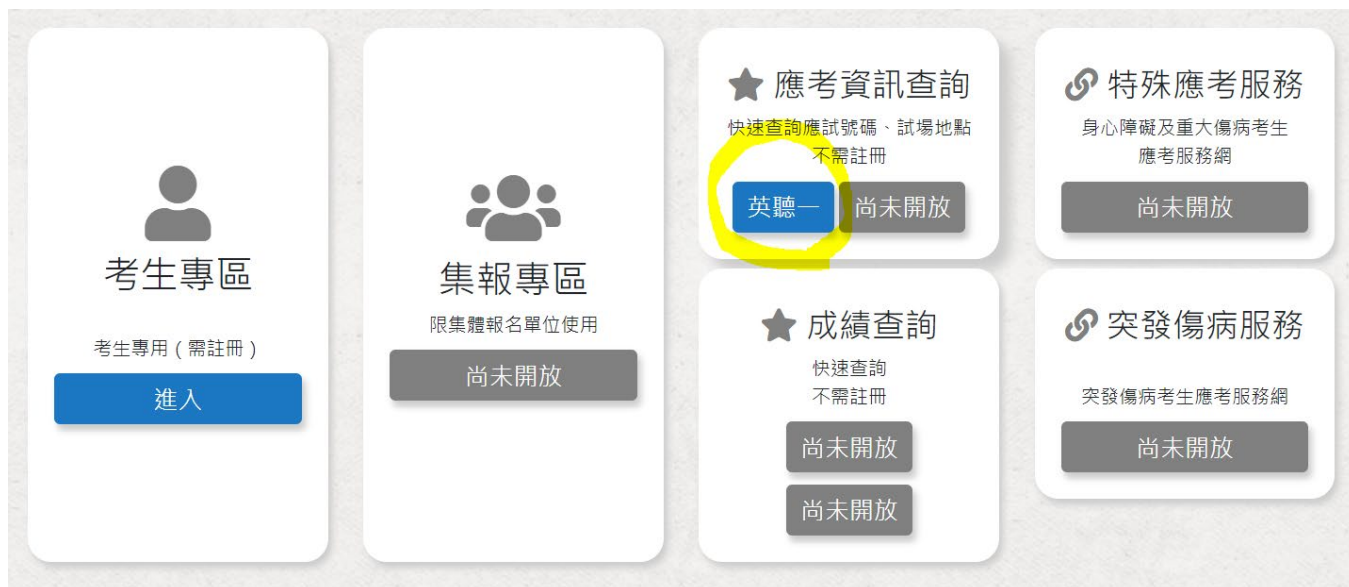 考生專區
考生專用（需註冊）
進入
集報專區
限集體報名單位使用
尚未開放
應考資訊查詢
快速查詢應試號碼、試場地點
不需註冊
英聽一
尚未開放
成績查詢
快速查詢
不需註冊
尚未開放
尚未開放
特殊應考服務
身心障礙及重大傷病考生
應考服務網
尚未開放
突發傷病服務
突發傷病考生應考服務網
尚未開放